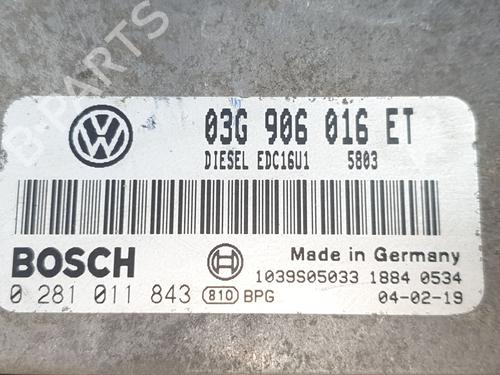 B-PARTS
03G 906 016 ET
DIESEL EDC16U1 5803
BOSCH
Made in Germany
1039S05033 1884 0534
0 281 011 843 810 BPG
04-02-19